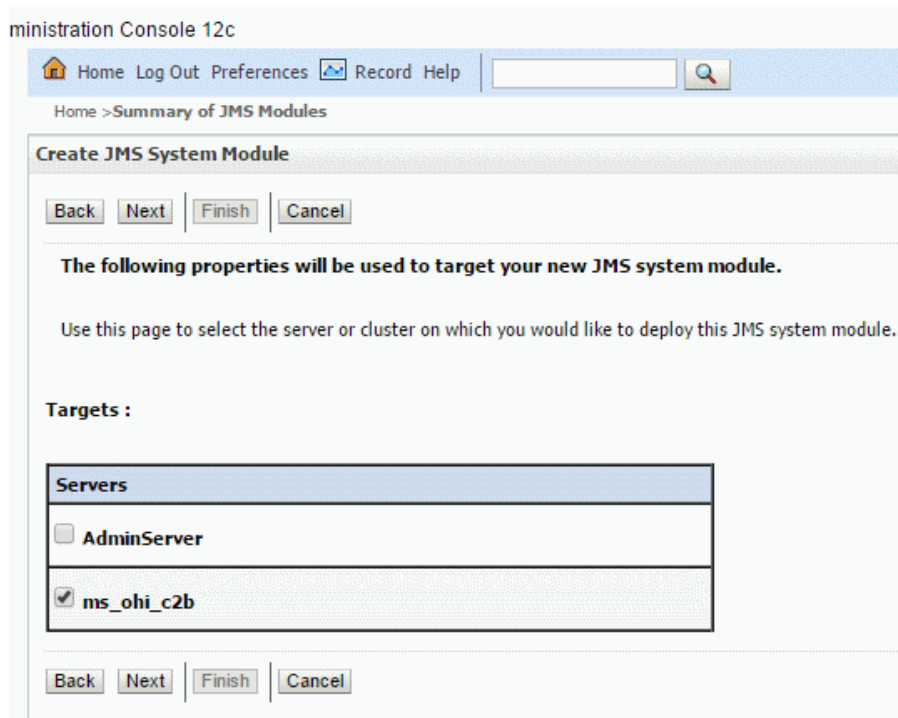 ministration Console 12c
Home Log Out Preferences Record Help
Home >Summary of JMS Modules
Create JMS System Module
Back Next Finish Cancel
The following properties will be used to target your new JMS system module.
Use this page to select the server or cluster on which you would like to deploy this JMS system module.
Targets :
Servers
AdminServer
ms_ohi_c2b
Back Next Finish Cancel